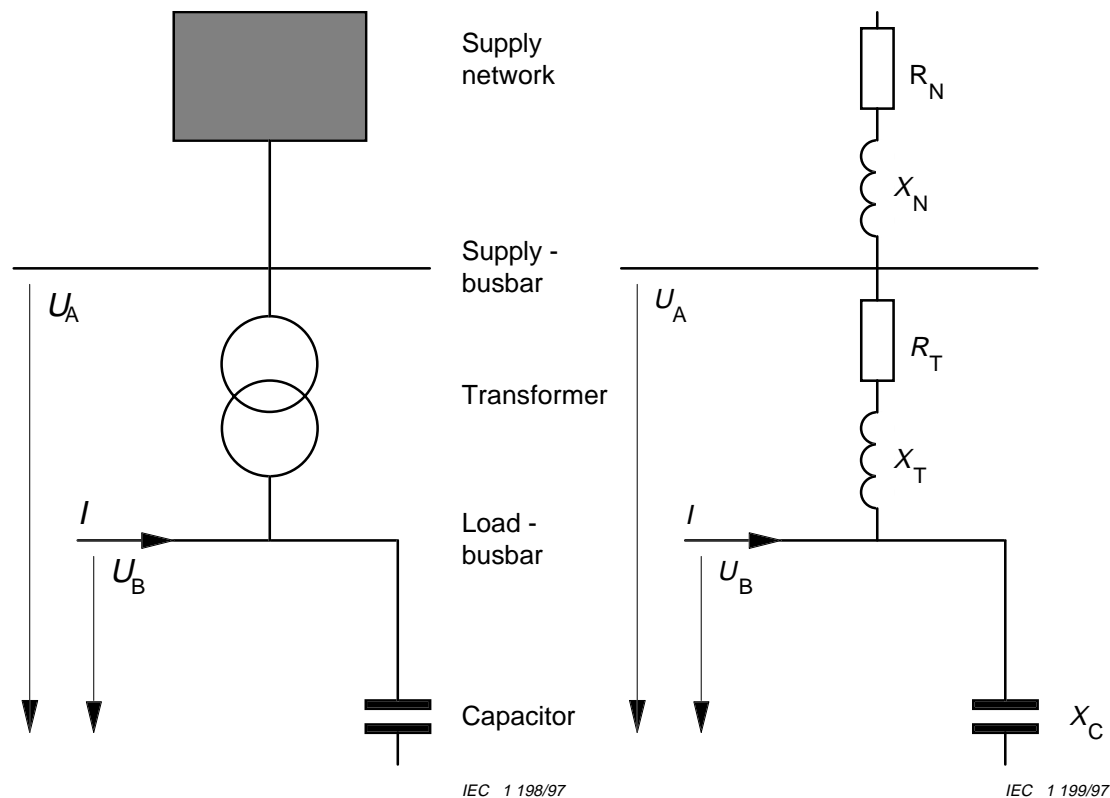 Supply
network
R_N
X_N
Supply -
busbar
U_A
U_A
R_T
Transformer
X_T
I
Load -
busbar
I
U_B
U_B
Capacitor
X_C
IEC 1 198/97
IEC 1 199/97